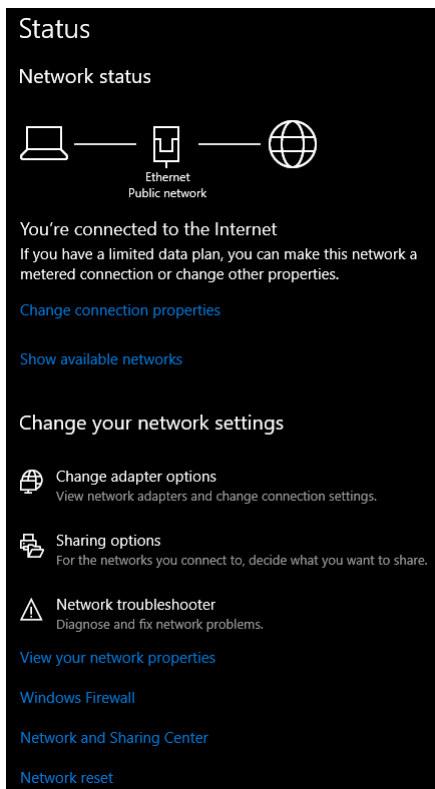 Status
Network status
Ethernet
Public network
You're connected to the Internet
If you have a limited data plan, you can make this network a
metered connection or change other properties.
Change connection properties
Show available networks
Change your network settings
Change adapter options
View network adapters and change connection settings.
Sharing options
For the networks you connect to, decide what you want to share.
Network troubleshooter
Diagnose and fix network problems.
View your network properties
Windows Firewall
Network and Sharing Center
Network reset